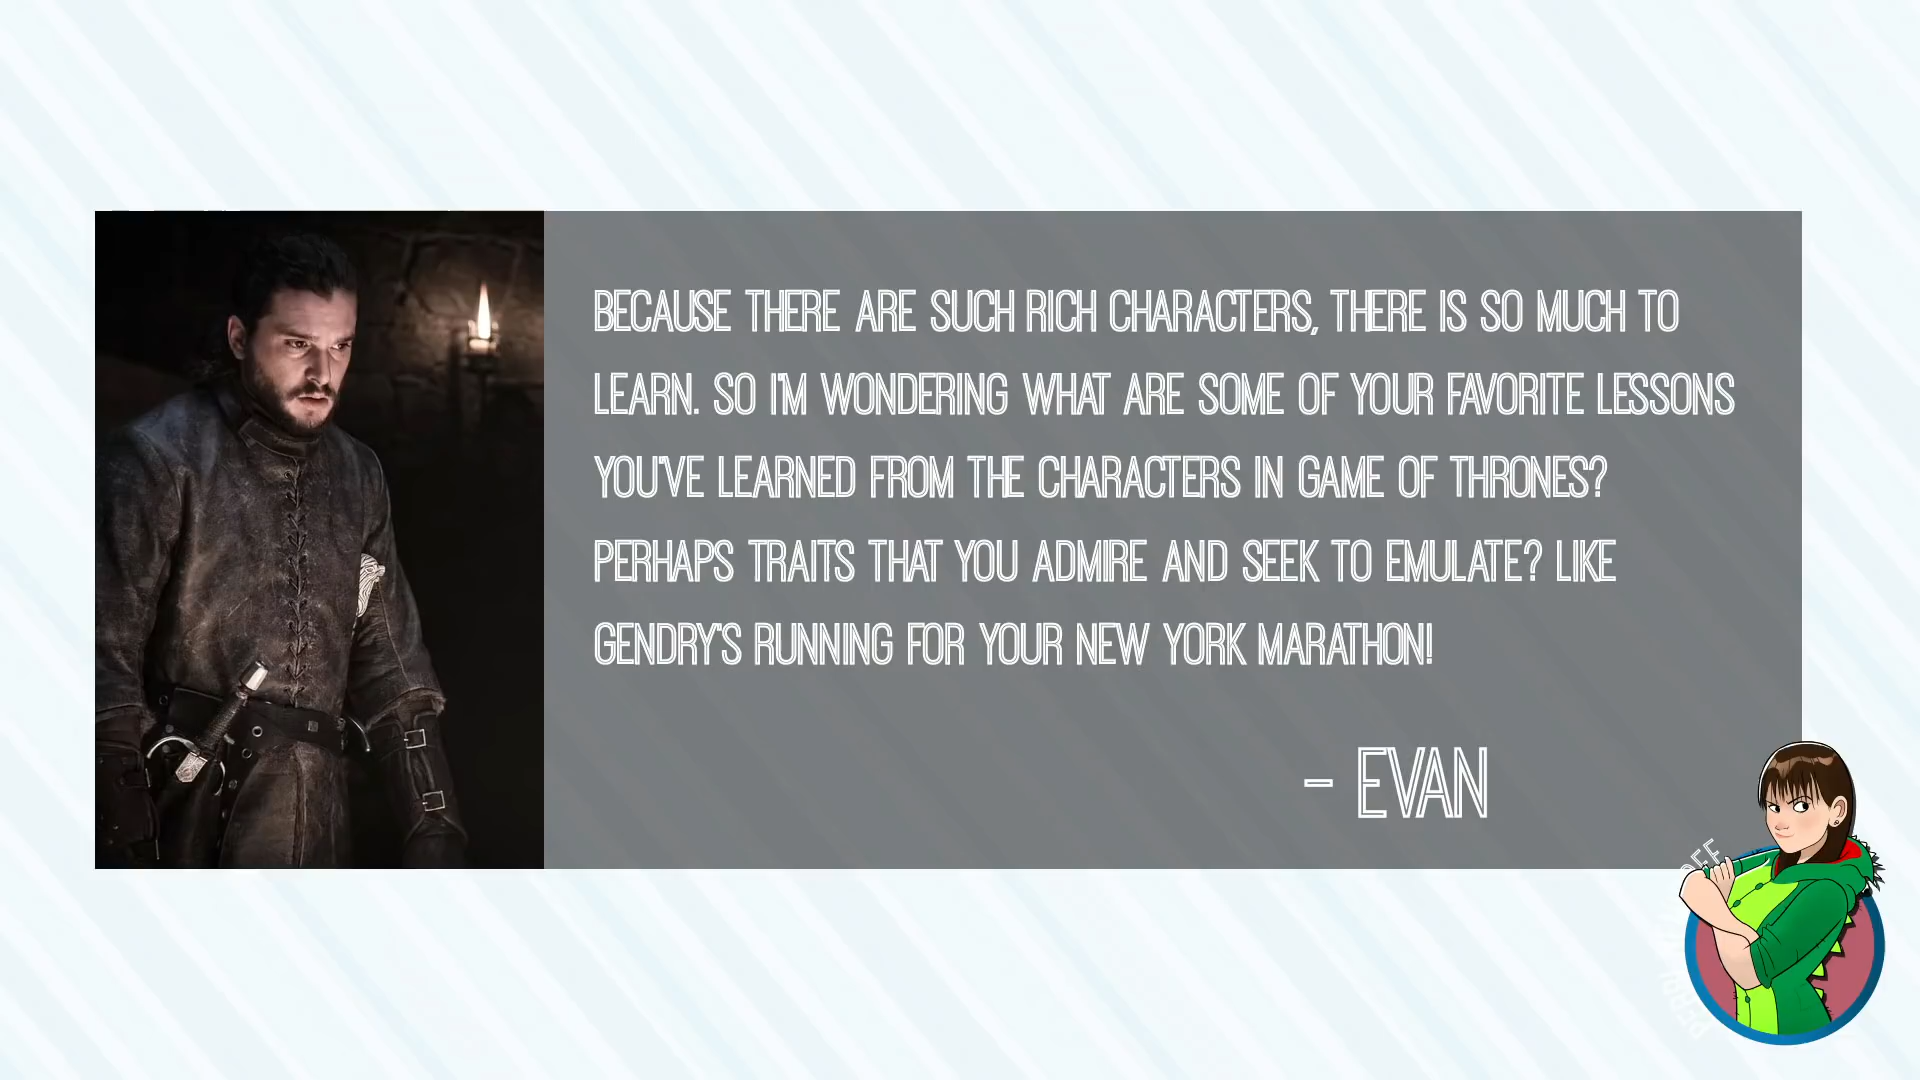 BECAUSE THERE ARE SUCH RICH CHARACTERS, THERE IS SO MUCH TO
LEARN. SO I'M WONDERING WHAT ARE SOME OF YOUR FAVORITE LESSONS
YOU'VE LEARNED FROM THE CHARACTERS IN GAME OF THRONES?
PERHAPS TRAITS THAT YOU ADMIRE AND SEEK TO EMULATE? LIKE
GENDRY'S RUNNING FOR YOUR NEW YORK MARATHON!
- EVAN